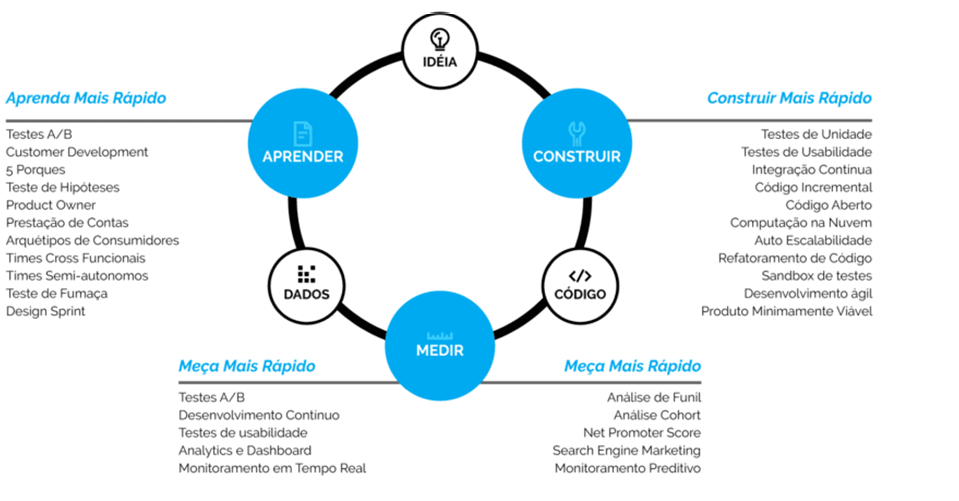 IDÉIA
Aprenda Mais Rápido
Testes A/B
Customer Development
5 Porques
Teste de Hipóteses
Product Owner
Prestação de Contas
Arquétipos de Consumidores
Times Cross Funcionais
Times Semi-autonomos
Teste de Fumaça
Design Sprint
APRENDER
CONSTRUIR
Construir Mais Rápido
Testes de Unidade
Testes de Usabilidade
Integração Continua
Código Incremental
Código Aberto
Computação na Nuvem
Auto Escalabilidade
Refatoramento de Código
Sandbox de testes
Desenvolvimento ágil
Produto Minimamente Viável
DADOS
</>
CÓDIGO
MEDIR
Meça Mais Rápido
Testes A/B
Desenvolvimento Contínuo
Testes de usabilidade
Analytics e Dashboard
Monitoramento em Tempo Real
Meça Mais Rápido
Análise de Funil
Análise Cohort
Net Promoter Score
Search Engine Marketing
Monitoramento Preditivo